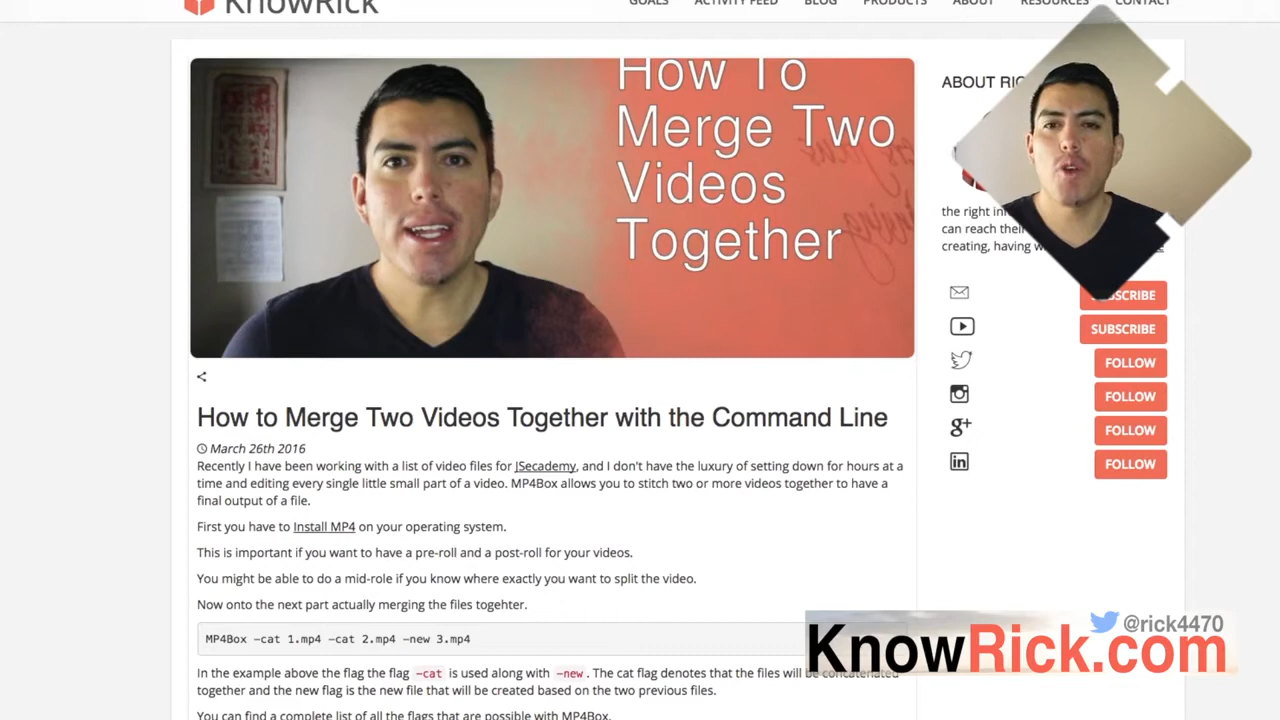 KnowRick
GOALS ACTIVITY FEED BLOG PRODUCTS ABOUT RESOURCES CONTACT
How To
Merge Two
Videos
Together
ABOUT
the right
can reach their
creating, having
SUBSCRIBE
SUBSCRIBE
FOLLOW
FOLLOW
FOLLOW
FOLLOW
How to Merge Two Videos Together with the Command Line
March 26th 2016
Recently I have been working with a list of video files for JSecademy, and I don't have the luxury of setting down for hours at a
time and editing every single little small part of a video. MP4Box allows you to stitch two or more videos together to have a
final output of a file.
First you have to Install MP4 on your operating system.
This is important if you want to have a pre-roll and a post-roll for your videos.
You might be able to do a mid-role if you know where exactly you want to split the video.
Now onto the next part actually merging the files togehter.
MP4Box -cat 1.mp4 -cat 2.mp4 -new 3.mp4
In the example above the flag the flag -cat is used along with -new. The cat flag denotes that the files will be concatenated
together and the new flag is the new file that will be created based on the two previous files.
You can find a complete list of all the flags that are possible with MP4Box.
@rick4470
KnowRick.com